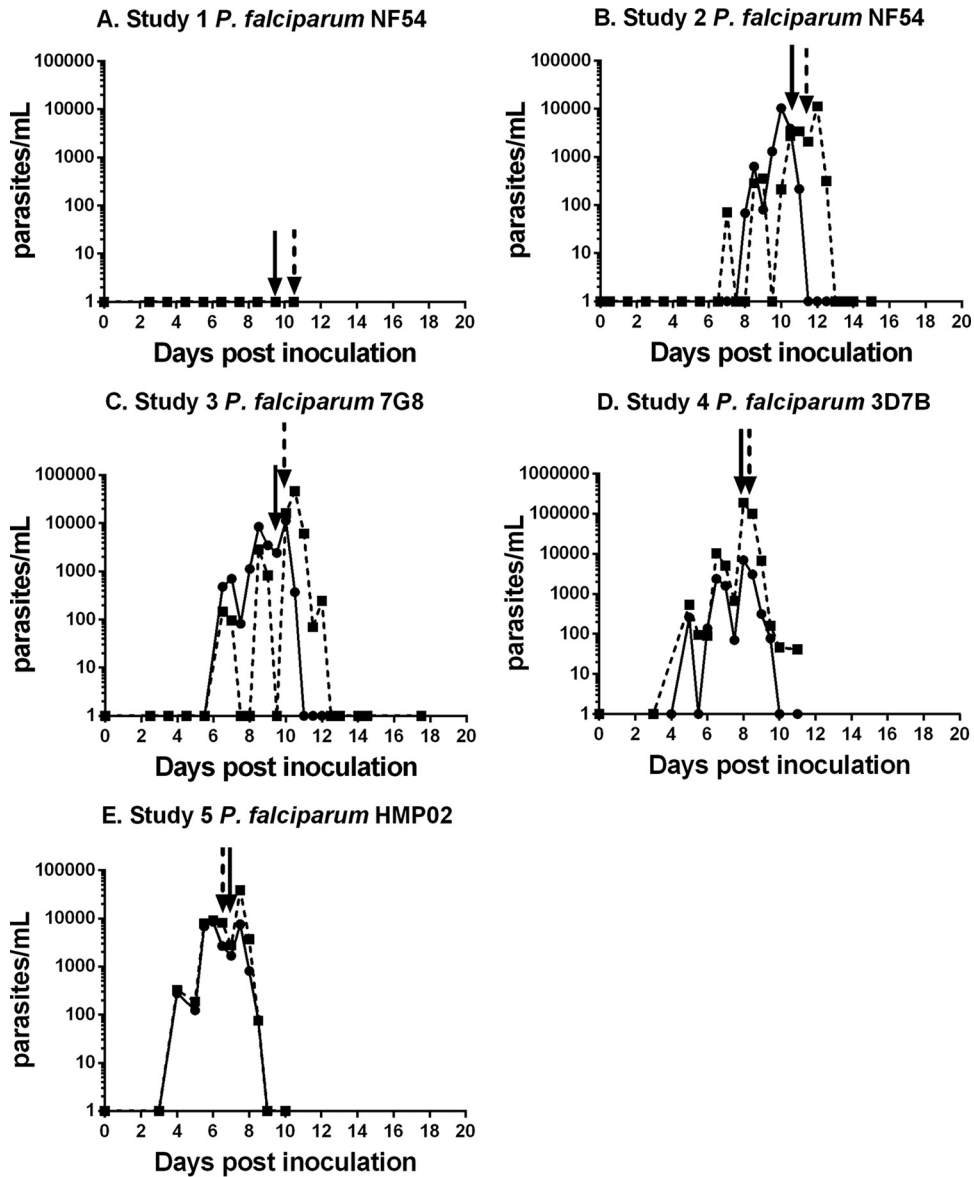 A. Study 1 P. falciparum NF54
parasites/mL
100000
10000
1000
100
10
1
0 2 4 6 8 10 12 14 16 18 20
Days post inoculation
B. Study 2 P. falciparum NF54
parasites/mL
100000
10000
1000
100
10
1
0 2 4 6 8 10 12 14 16 18 20
Days post inoculation
C. Study 3 P. falciparum 7G8
parasites/mL
100000
10000
1000
100
10
1
0 2 4 6 8 10 12 14 16 18 20
Days post inoculation
D. Study 4 P. falciparum 3D7B
parasites/mL
1000000
100000
10000
1000
100
10
1
0 2 4 6 8 10 12 14 16 18 20
Days post inoculation
E. Study 5 P. falciparum HMP02
parasites/mL
100000
10000
1000
100
10
1
0 2 4 6 8 10 12 14 16 18 20
Days post inoculation